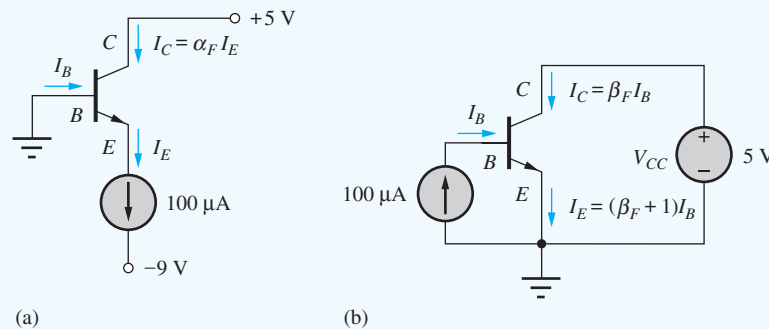 +5 V
C
I_C = α_F I_E
I_B
B
E
I_E
100 μA
−9 V
(a)
C
I_C = β_F I_B
I_B
B
+
V_CC
5 V
−
100 μA
E
I_E = (β_F + 1)I_B
(b)